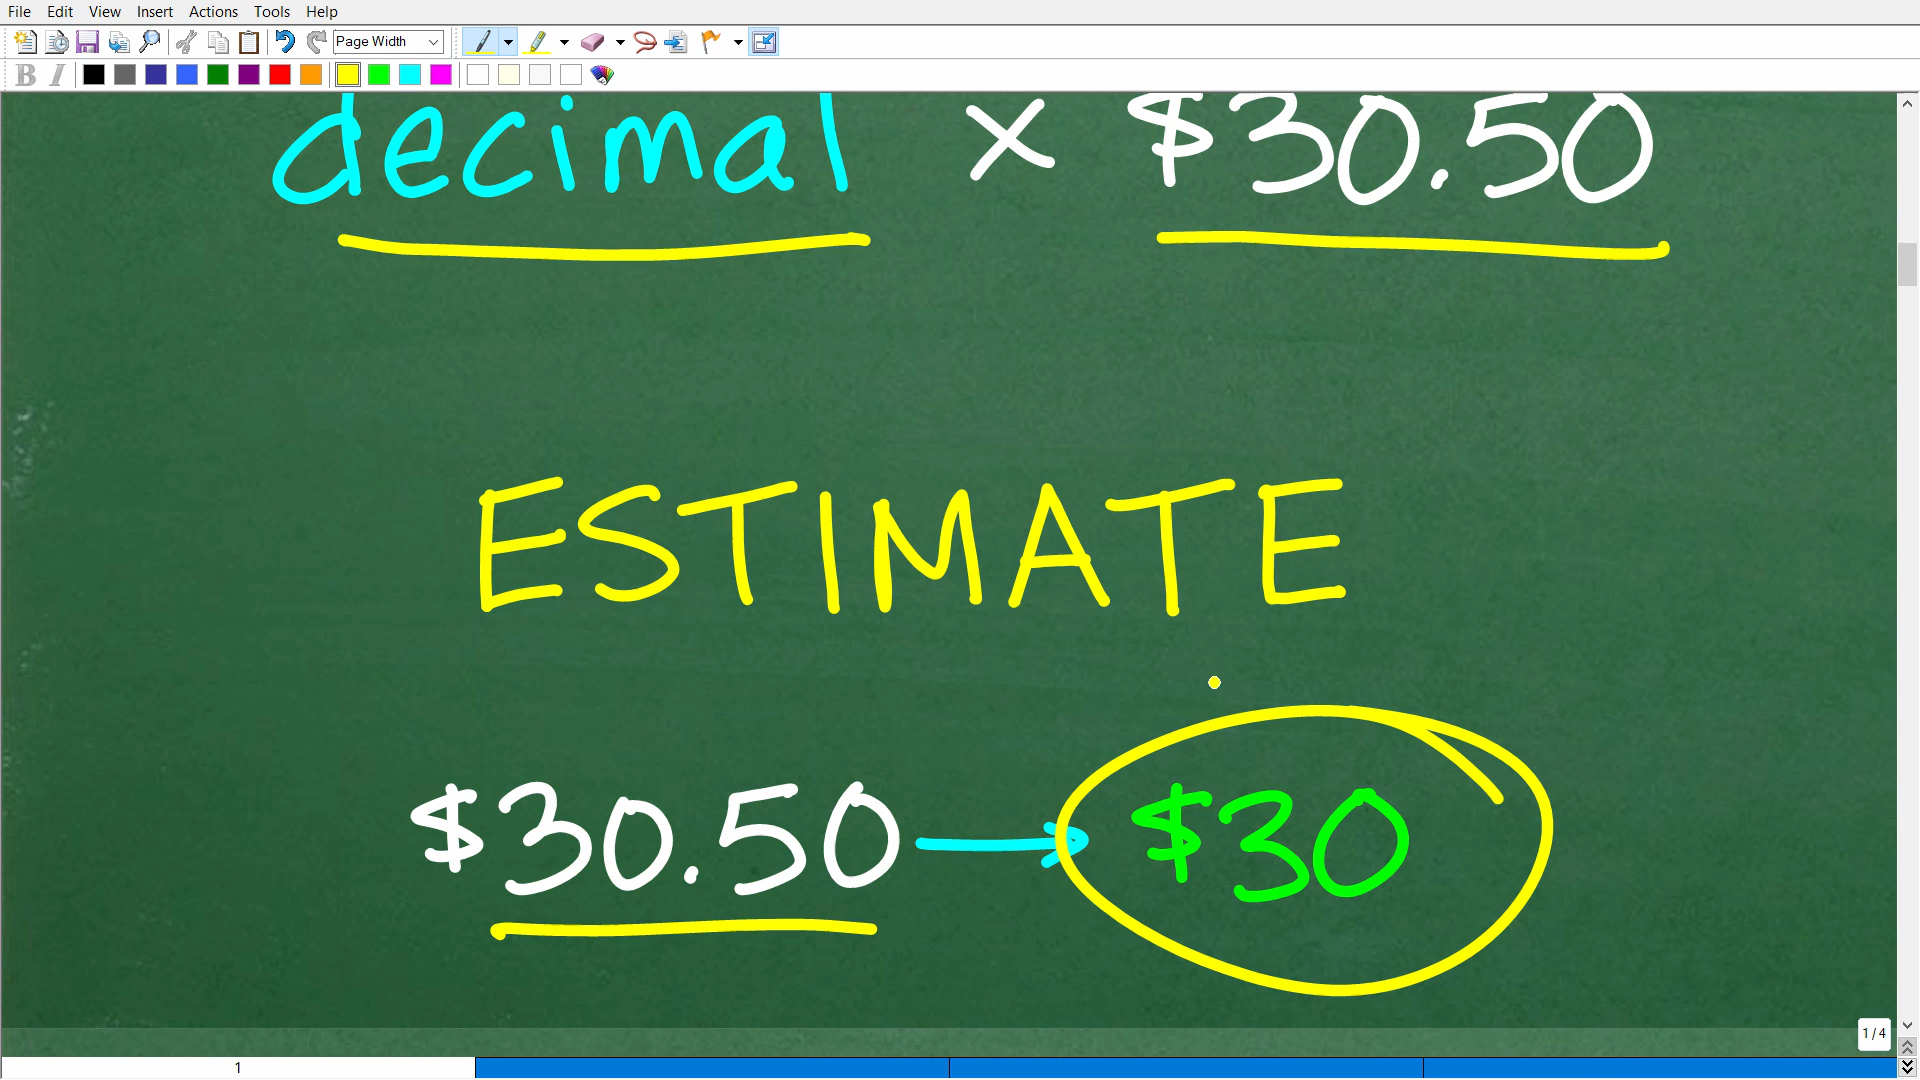 File Edit View Insert Actions Tools Help
Page Width
B I
decimal x $30.50
ESTIMATE
$30.50 → $30
1 / 4
1